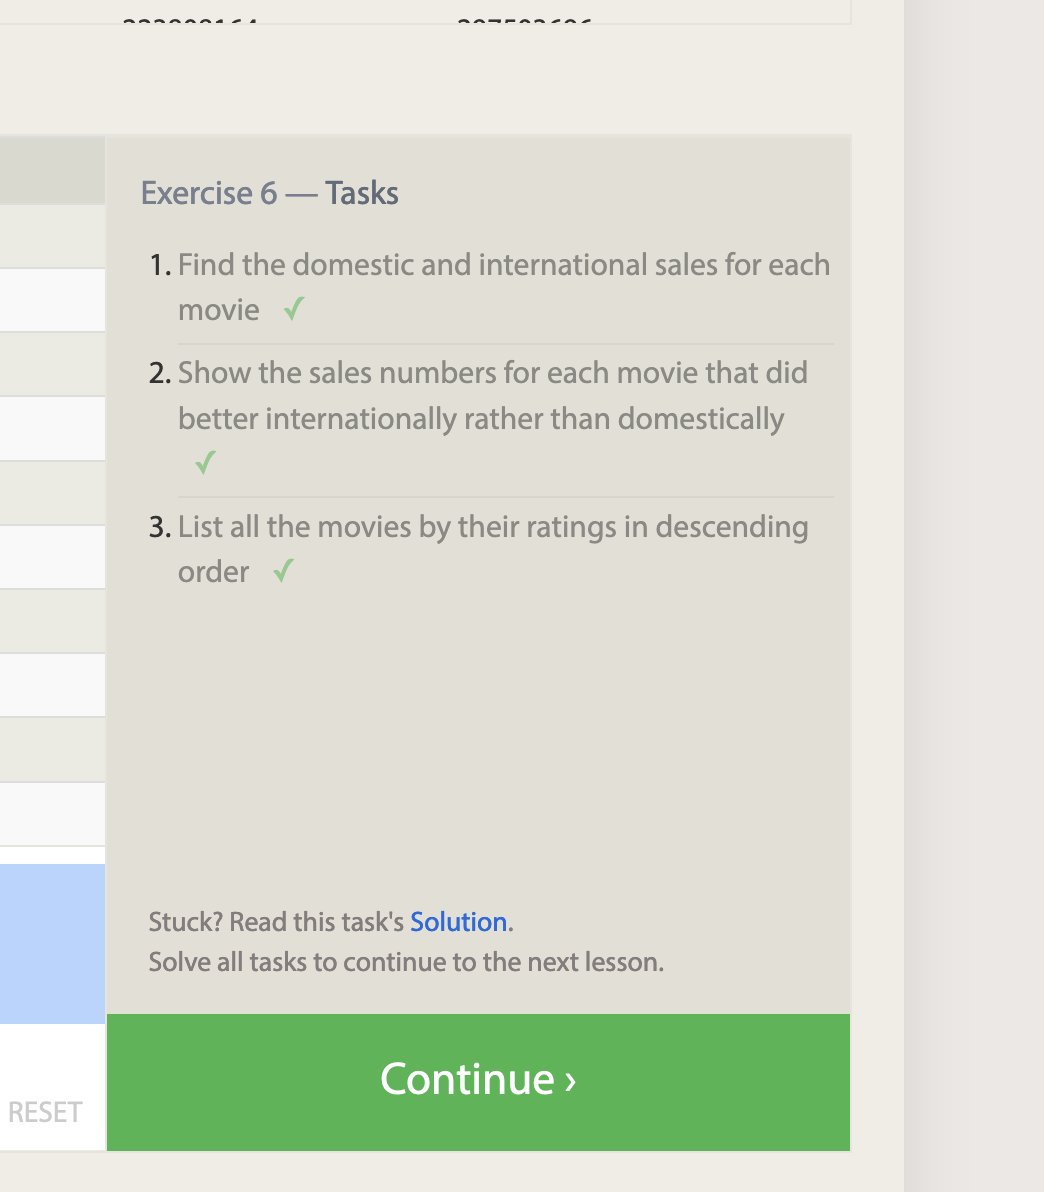 Exercise 6 — Tasks
1. Find the domestic and international sales for each
movie ✓
2. Show the sales numbers for each movie that did
better internationally rather than domestically
✓
3. List all the movies by their ratings in descending
order ✓
Stuck? Read this task's Solution.
Solve all tasks to continue to the next lesson.
Continue ›
RESET